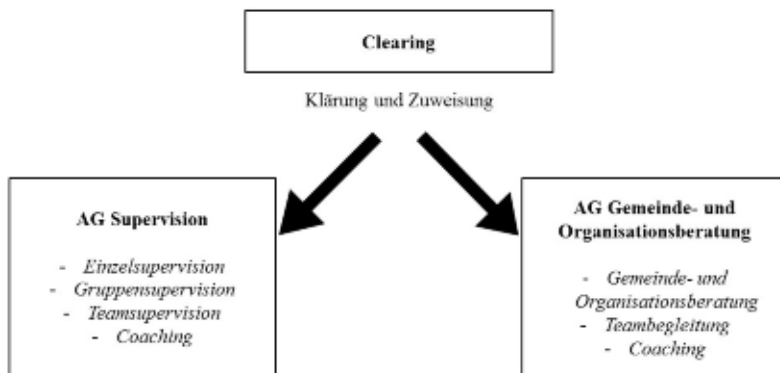 Clearing
Klärung und Zuweisung
AG Supervision
- Einzelsupervision
- Gruppensupervision
- Teamsupervision
- Coaching
AG Gemeinde- und
Organisationsberatung
- Gemeinde- und
Organisationsberatung
- Teambegleitung
- Coaching